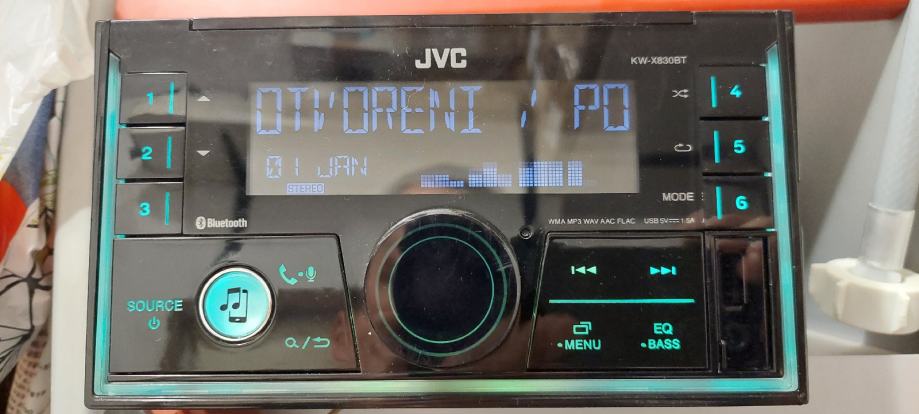 JVC
KW-X830BT
OTVORENI / PO
01 JAN
STEREO
1
2
3
4
5
6
MODE
Bluetooth
WMA MP3 WAV AAC FLAC USB 5V⎓1.5A
SOURCE
MENU
EQ
BASS